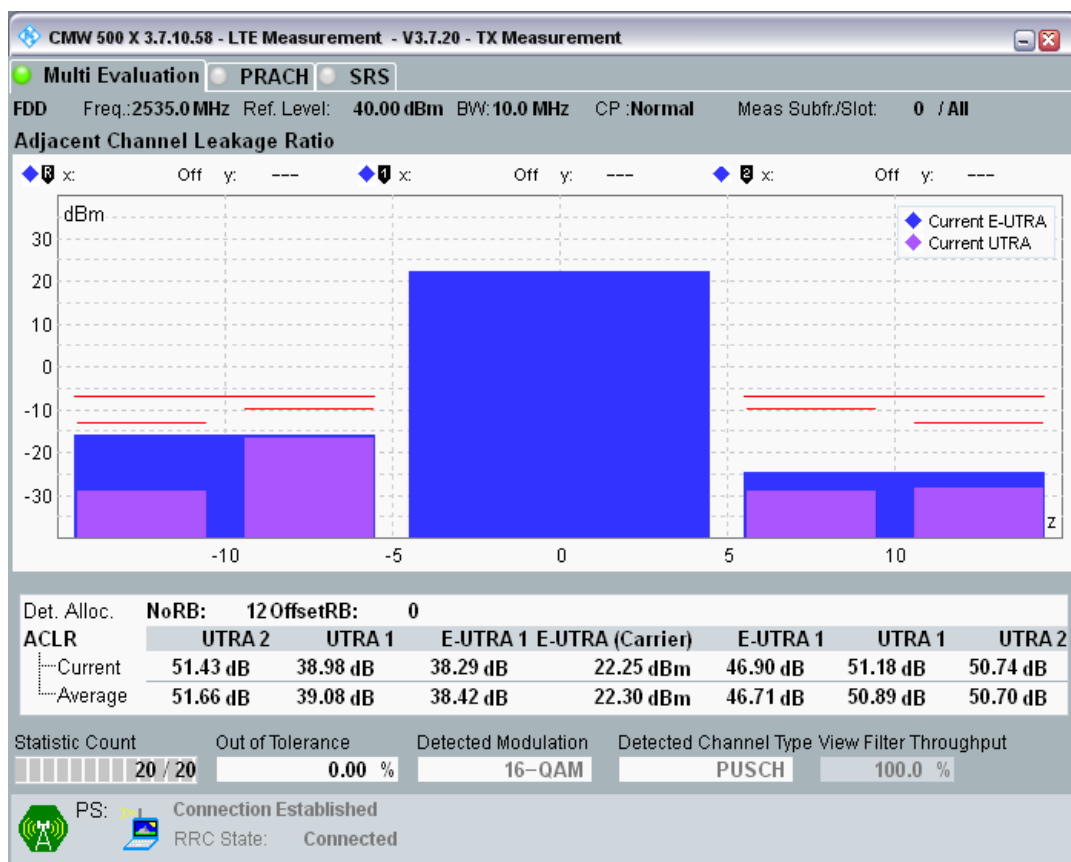 CMW 500 X 3.7.10.58 - LTE Measurement - V3.7.20 - TX Measurement
Multi Evaluation PRACH SRS
FDD Freq.:2535.0 MHz Ref. Level: 40.00 dBm BW: 10.0 MHz CP :Normal Meas Subfr./Slot: 0 / All
Adjacent Channel Leakage Ratio
R x: Off y: --- 1 x: Off y: --- 2 x: Off y: ---
dBm
Current E-UTRA
Current UTRA
30
20
10
0
-10
-20
-30
z
-10 -5 0 5 10
Det. Alloc. NoRB: 12 OffsetRB: 0
ACLR UTRA 2 UTRA 1 E-UTRA 1 E-UTRA (Carrier) E-UTRA 1 UTRA 1 UTRA 2
Current 51.43 dB 38.98 dB 38.29 dB 22.25 dBm 46.90 dB 51.18 dB 50.74 dB
Average 51.66 dB 39.08 dB 38.42 dB 22.30 dBm 46.71 dB 50.89 dB 50.70 dB
Statistic Count Out of Tolerance Detected Modulation Detected Channel Type View Filter Throughput
20 / 20 0.00 % 16-QAM PUSCH 100.0 %
PS: Connection Established
RRC State: Connected